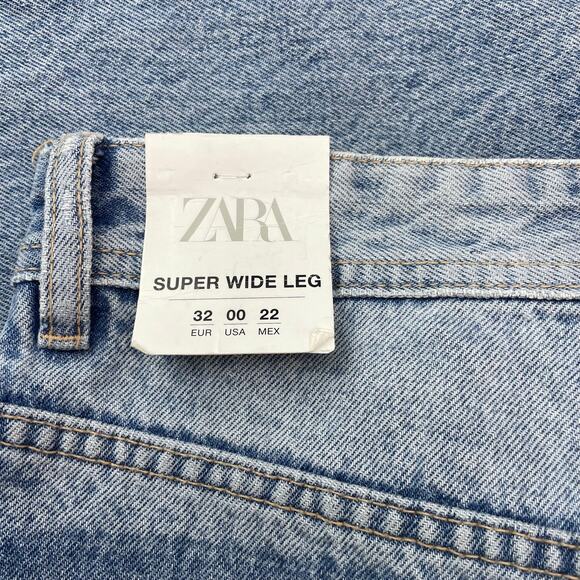 ZARA
SUPER WIDE LEG
32 00 22
EUR USA MEX